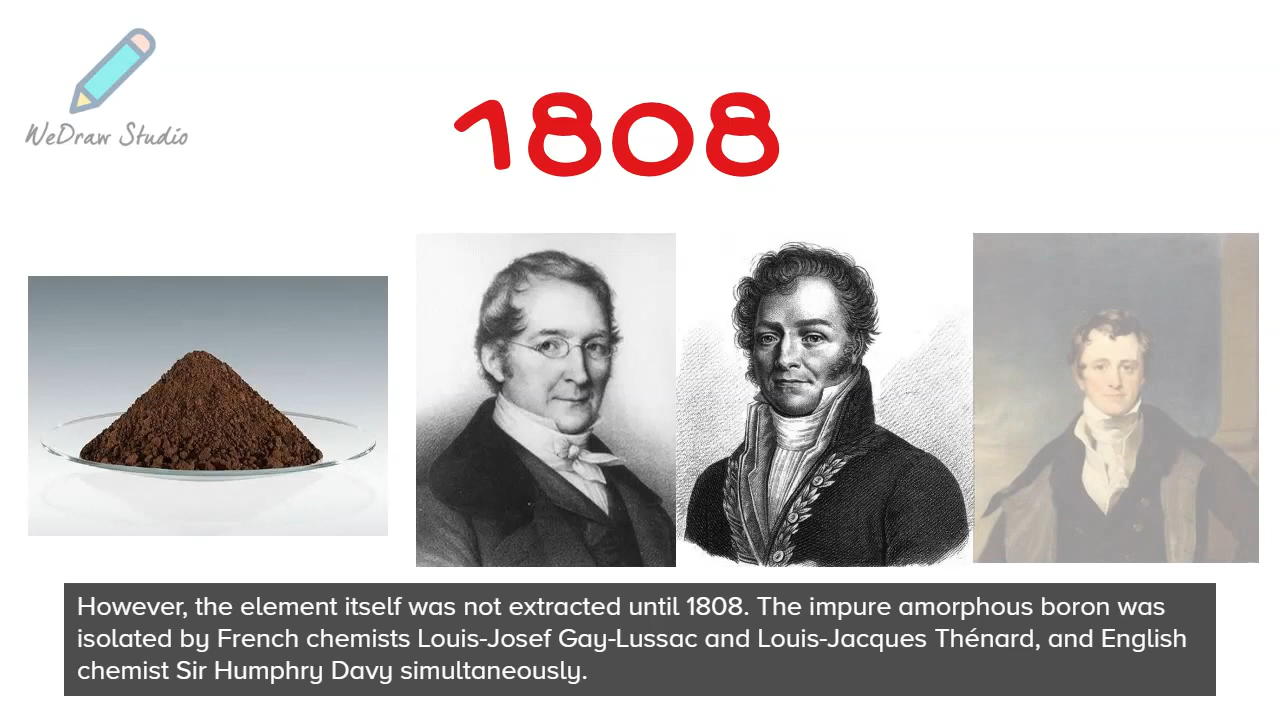 WeDraw Studio
1808
However, the element itself was not extracted until 1808. The impure amorphous boron was
isolated by French chemists Louis-Josef Gay-Lussac and Louis-Jacques Thénard, and English
chemist Sir Humphry Davy simultaneously.